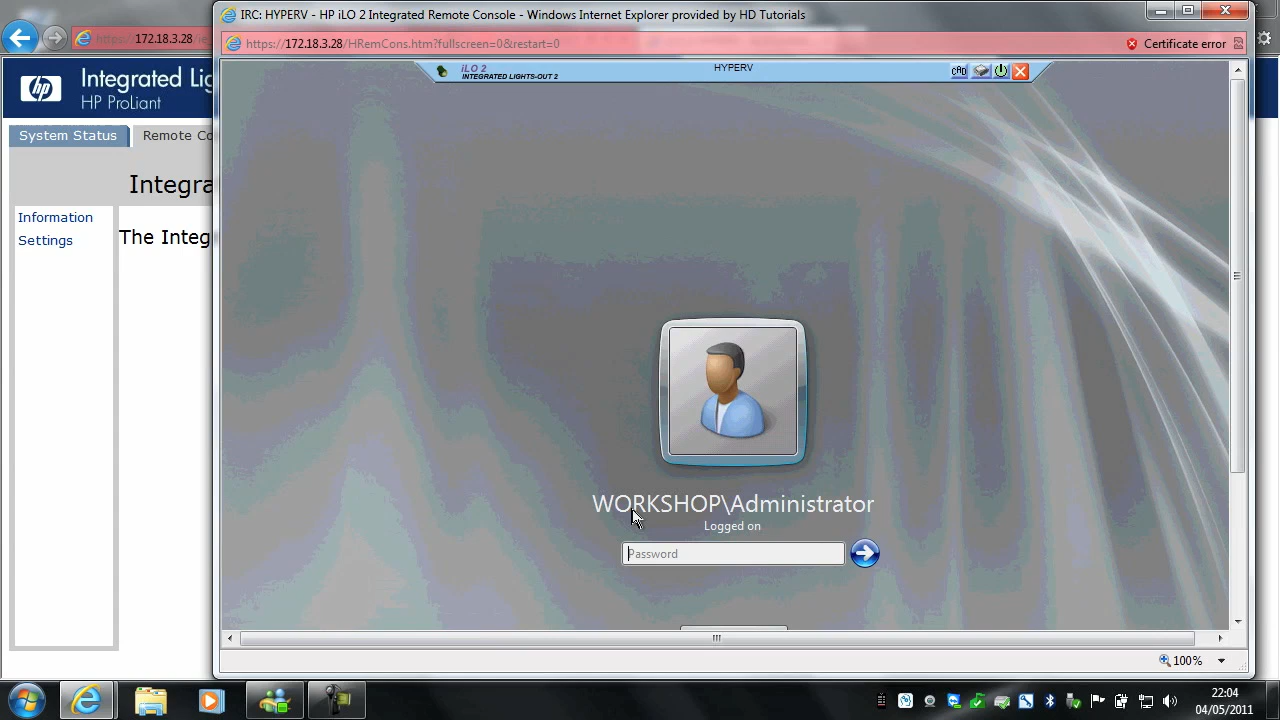 IRC: HYPERV - HP iLO 2 Integrated Remote Console - Windows Internet Explorer provided by HD Tutorials
https://172.18.3.28/
https://172.18.3.28/HRemCons.htm?fullscreen=0&restart=0
Certificate error
hp
Integrated Lig
HP ProLiant
iLO 2
INTEGRATED LIGHTS-OUT 2
HYPERV
CAD
System Status
Remote Co
Integra
Information
Settings
The Integ
WORKSHOP\Administrator
Logged on
Password
100%
22:04
04/05/2011